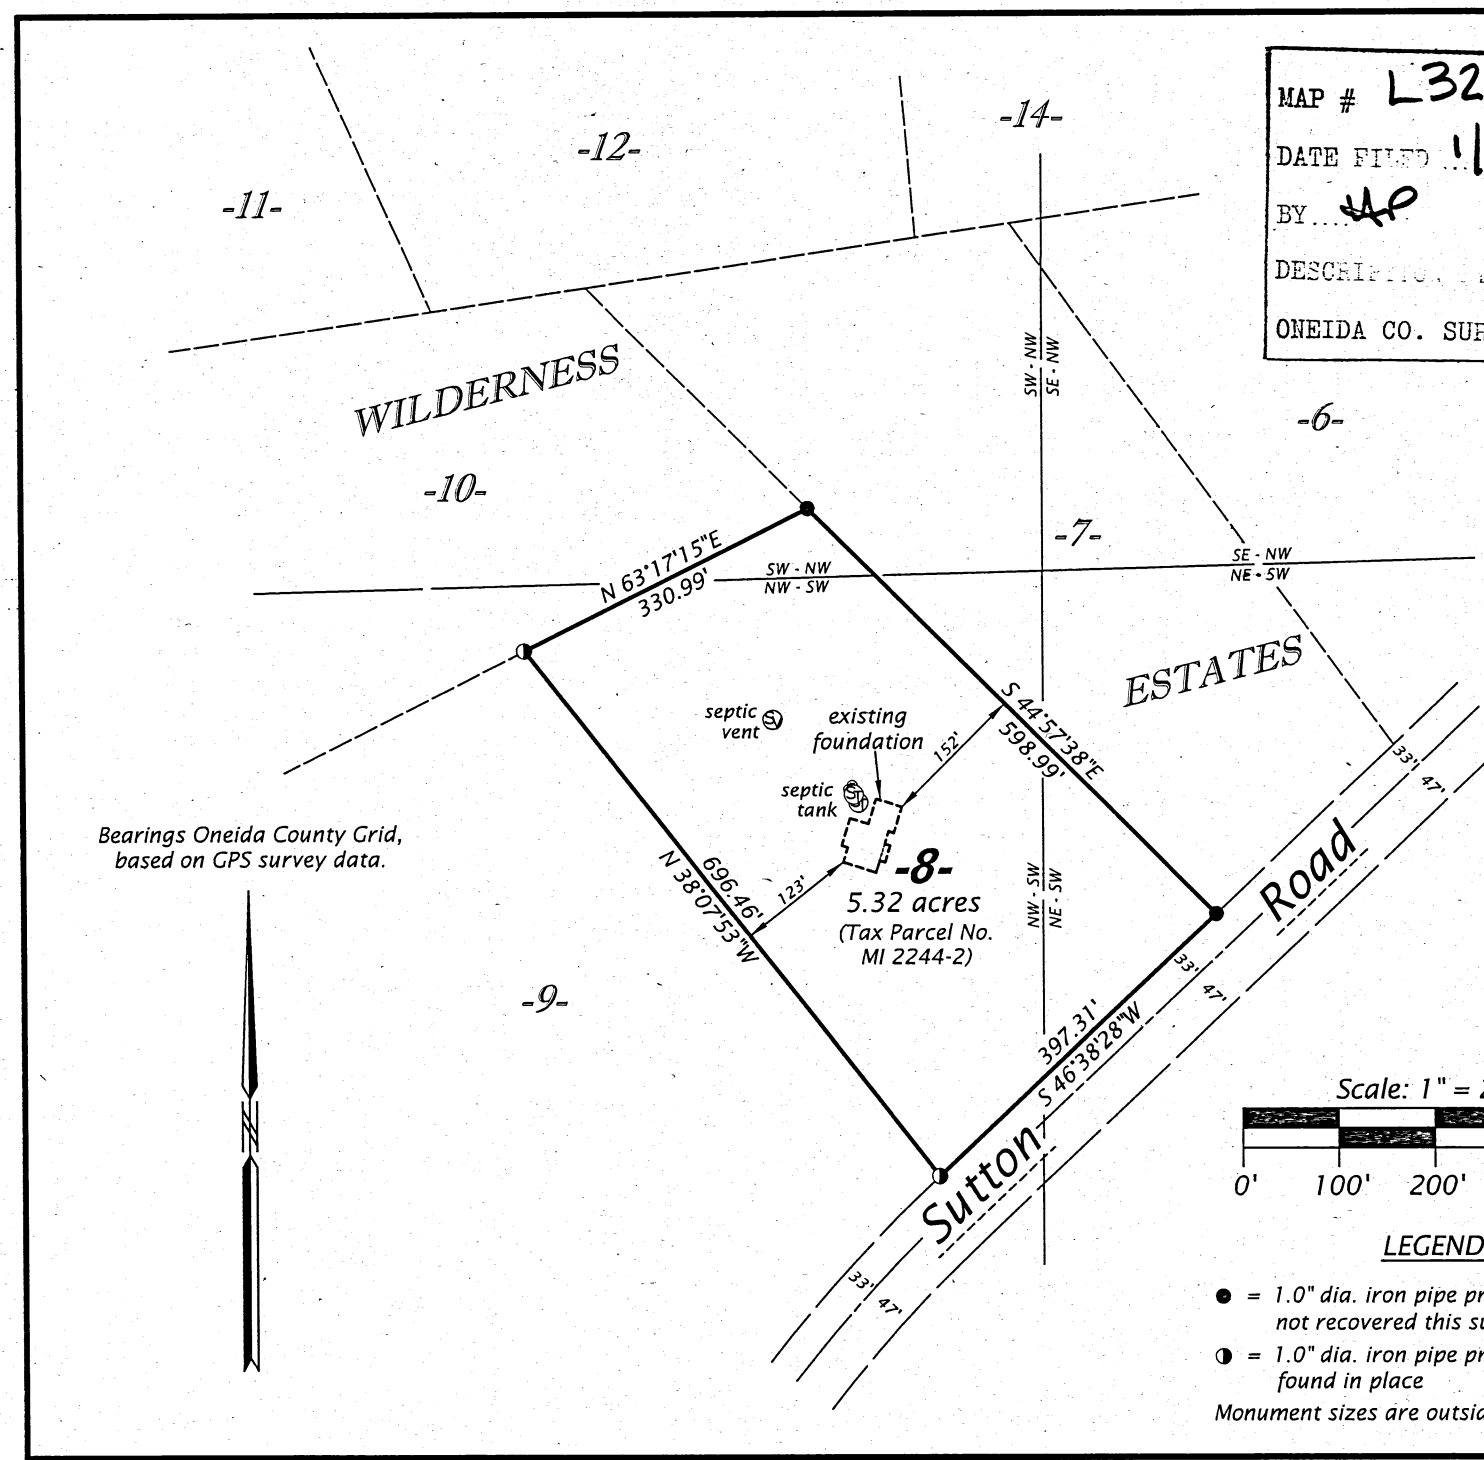 MAP # L32
DATE FILED
BY....
ONEIDA CO. SUR
-14-
-12-
-11-
WILDERNESS
SW - NW
SE - NW
-6-
-10-
-7-
N 63°17'15"E
330.99'
SW - NW
NW - SW
SE - NW
NE - SW
ESTATES
S 44°57'38"E
598.99'
septic
vent
SV
existing
foundation
152'
septic
tank
33'
47'
Bearings Oneida County Grid,
based on GPS survey data.
696.46'
N 38°07'53"W
123'
-8-
5.32 acres
(Tax Parcel No.
MI 2244-2)
NW - SW
NE - SW
Road
33'
47'
-9-
397.31'
S 46°38'28"W
Sutton
33'
47'
N
Scale: 1" = 2
0' 100' 200'
LEGEND
= 1.0" dia. iron pipe pr
not recovered this su
= 1.0" dia. iron pipe pr
found in place
Monument sizes are outsid